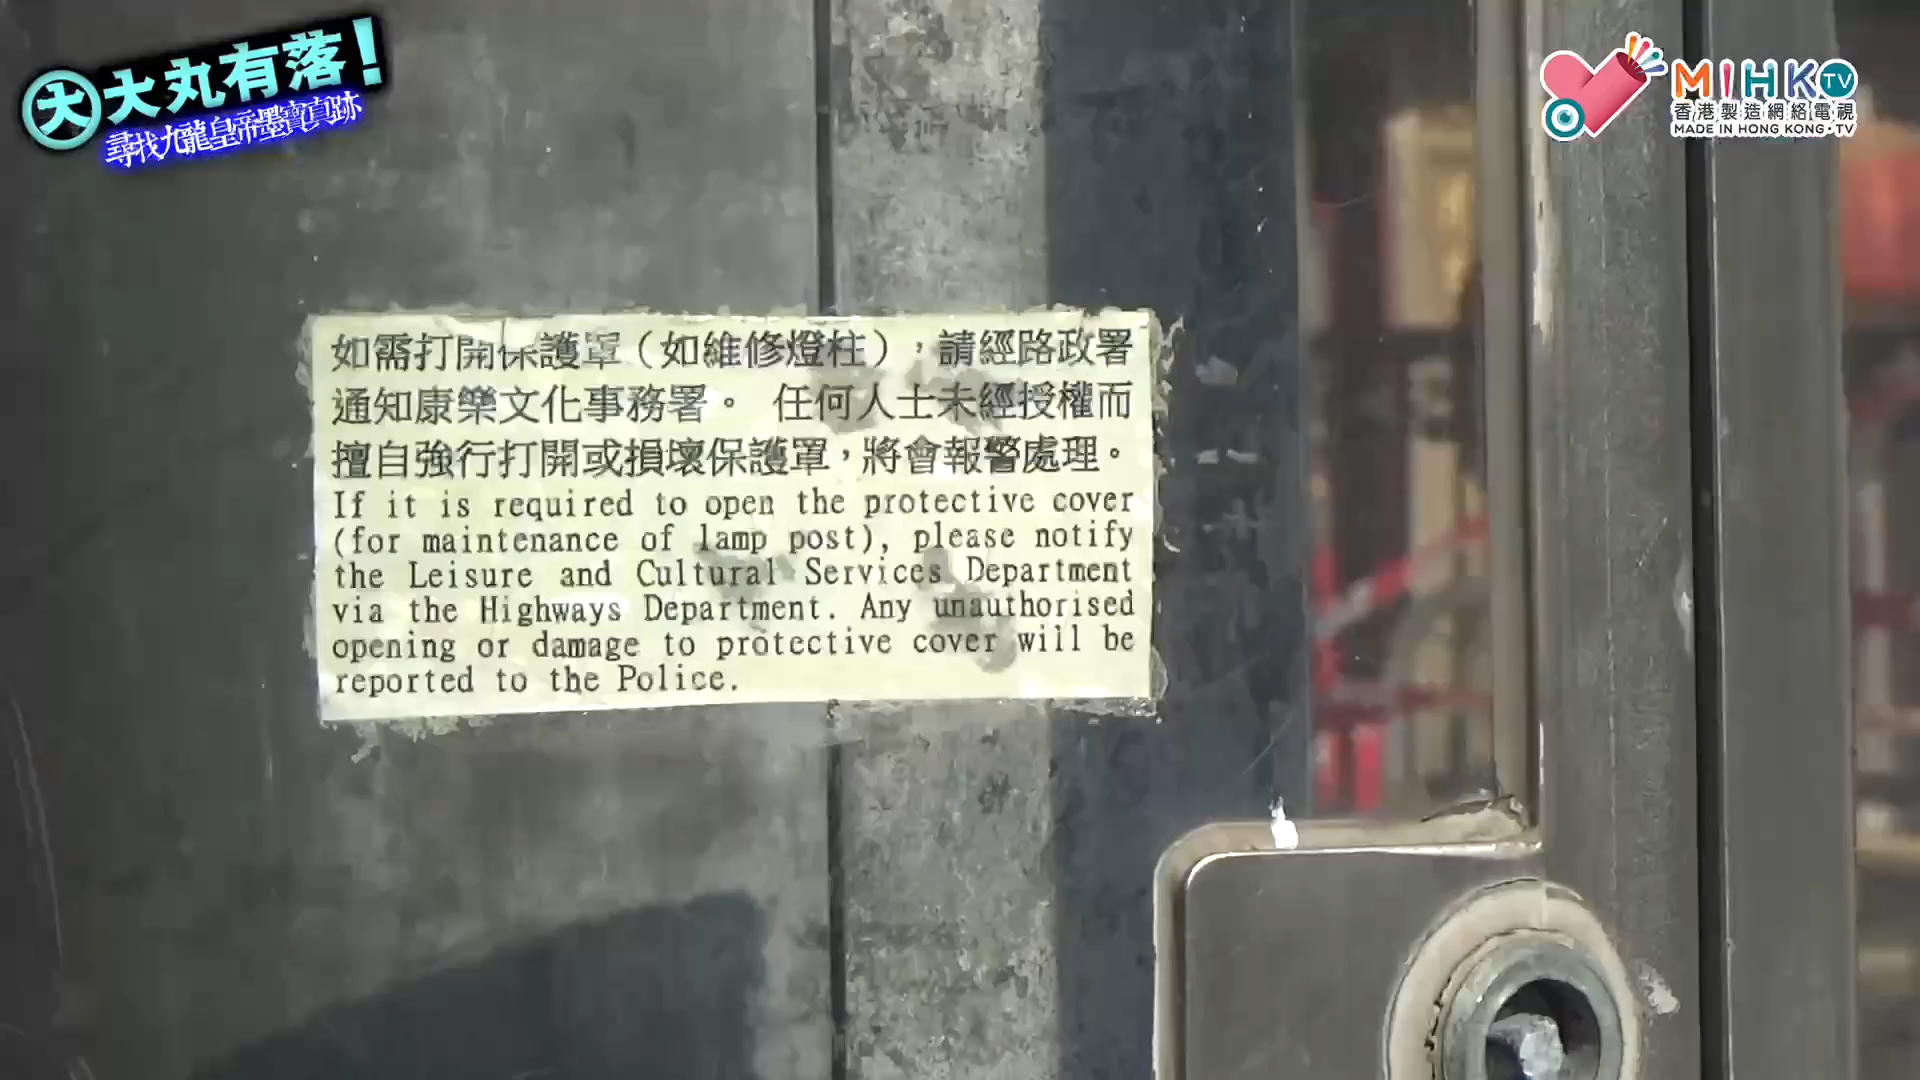 大 大丸有落！
尋找九龍皇帝墨寶真跡
MIHK TV
香港製造網絡電視
MADE IN HONG KONG·TV
如需打開保護罩（如維修燈柱），請經路政署
通知康樂文化事務署。 任何人士未經授權而
擅自強行打開或損壞保護罩，將會報警處理。
If it is required to open the protective cover
(for maintenance of lamp post), please notify
the Leisure and Cultural Services Department
via the Highways Department. Any unauthorised
opening or damage to protective cover will be
reported to the Police.